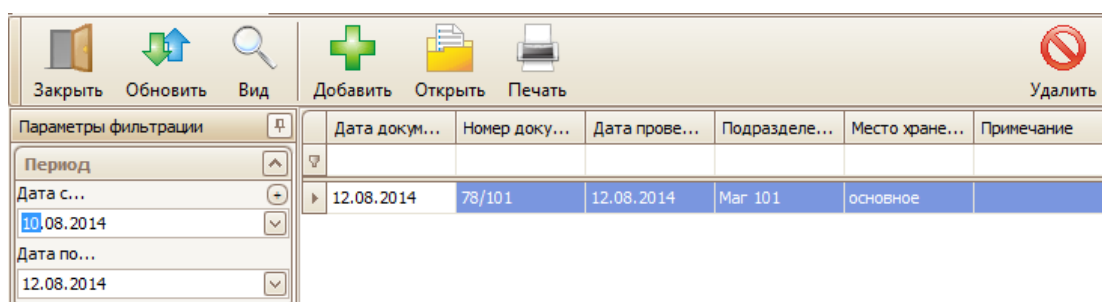 Закрыть Обновить Вид Добавить Открыть Печать Удалить
Параметры фильтрации
Дата докум... Номер доку... Дата прове... Подразделе... Место хране... Примечание
Период
Дата с...
12.08.2014 78/101 12.08.2014 Маг 101 основное
10.08.2014
Дата по...
12.08.2014